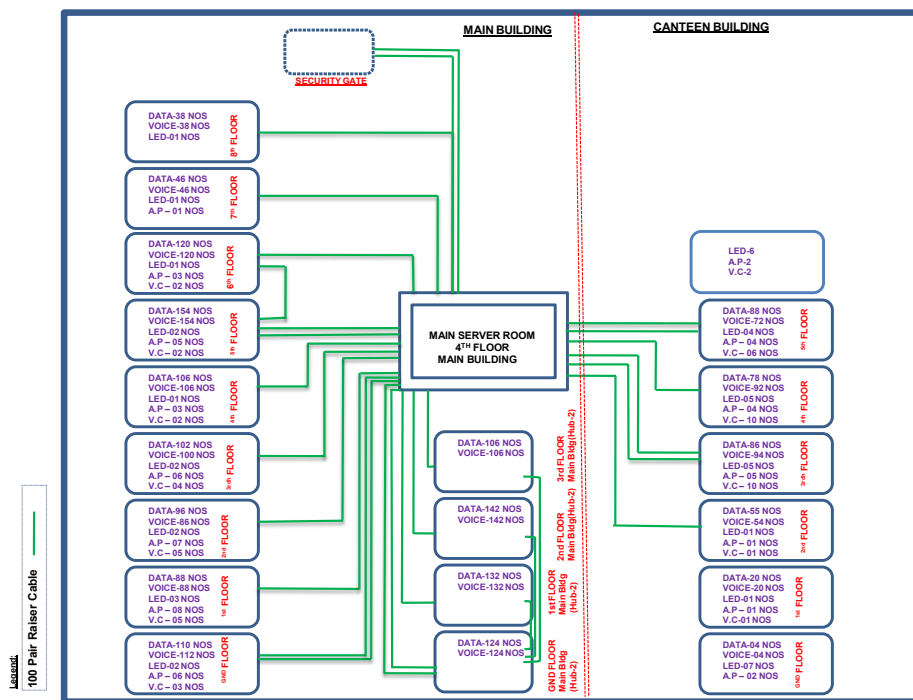 MAIN BUILDING
CANTEEN BUILDING
SECURITY GATE
DATA-38 NOS
VOICE-38 NOS
LED-01 NOS
8th FLOOR
DATA-46 NOS
VOICE-46 NOS
LED-01 NOS
A.P – 01 NOS
7th FLOOR
DATA-120 NOS
VOICE-120 NOS
LED-01 NOS
A.P – 03 NOS
V.C – 02 NOS
6th FLOOR
DATA-154 NOS
VOICE-154 NOS
LED-02 NOS
A.P – 05 NOS
V.C – 02 NOS
5th FLOOR
DATA-106 NOS
VOICE-106 NOS
LED-01 NOS
A.P – 03 NOS
V.C – 02 NOS
4th FLOOR
DATA-102 NOS
VOICE-100 NOS
LED-02 NOS
A.P – 06 NOS
V.C – 04 NOS
3rdh FLOOR
DATA-96 NOS
VOICE-86 NOS
LED-02 NOS
A.P – 07 NOS
V.C – 05 NOS
2nd FLOOR
DATA-88 NOS
VOICE-88 NOS
LED-03 NOS
A.P – 08 NOS
V.C – 05 NOS
1st FLOOR
DATA-110 NOS
VOICE-112 NOS
LED-02 NOS
A.P – 06 NOS
V.C – 03 NOS
GND FLOOR
MAIN SERVER ROOM
4TH FLOOR
MAIN BUILDING
DATA-106 NOS
VOICE-106 NOS
3rd FLOOR
Main Bldg(Hub-2)
DATA-142 NOS
VOICE-142 NOS
2nd FLOOR
Main Bldg(Hub-2)
DATA-132 NOS
VOICE-132 NOS
1st FLOOR
Main Bldg
(Hub-2)
DATA-124 NOS
VOICE-124 NOS
GND FLOOR
Main Bldg
(Hub-2)
LED-6
A.P-2
V.C-2
DATA-88 NOS
VOICE-72 NOS
LED-04 NOS
A.P – 04 NOS
V.C – 06 NOS
5th FLOOR
DATA-78 NOS
VOICE-92 NOS
LED-05 NOS
A.P – 04 NOS
V.C – 10 NOS
4th FLOOR
DATA-86 NOS
VOICE-94 NOS
LED-05 NOS
A.P – 05 NOS
V.C – 10 NOS
3rdh FLOOR
DATA-55 NOS
VOICE-54 NOS
LED-01 NOS
A.P – 01 NOS
V.C – 01 NOS
2nd FLOOR
DATA-20 NOS
VOICE-20 NOS
LED-01 NOS
A.P – 01 NOS
V.C-01 NOS
1st FLOOR
DATA-04 NOS
VOICE-04 NOS
LED-07 NOS
A.P – 02 NOS
GND FLOOR
Legend:
100 Pair Raiser Cable